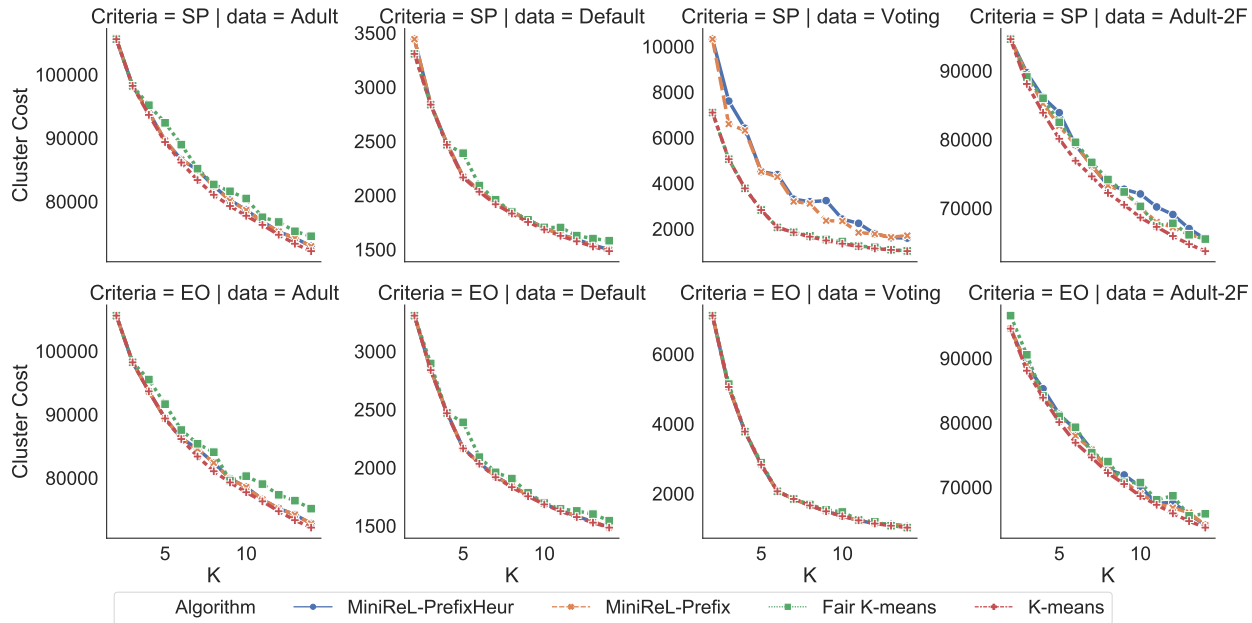 Criteria = SP | data = Adult
Criteria = SP | data = Default
Criteria = SP | data = Voting
Criteria = SP | data = Adult-2F
Cluster Cost
100000
90000
80000
3500
3000
2500
2000
1500
10000
8000
6000
4000
2000
90000
80000
70000
Criteria = EO | data = Adult
Criteria = EO | data = Default
Criteria = EO | data = Voting
Criteria = EO | data = Adult-2F
Cluster Cost
100000
90000
80000
3000
2500
2000
1500
6000
4000
2000
90000
80000
70000
5 10
5 10
5 10
5 10
K
K
K
K
Algorithm MiniReL-PrefixHeur MiniReL-Prefix Fair K-means K-means